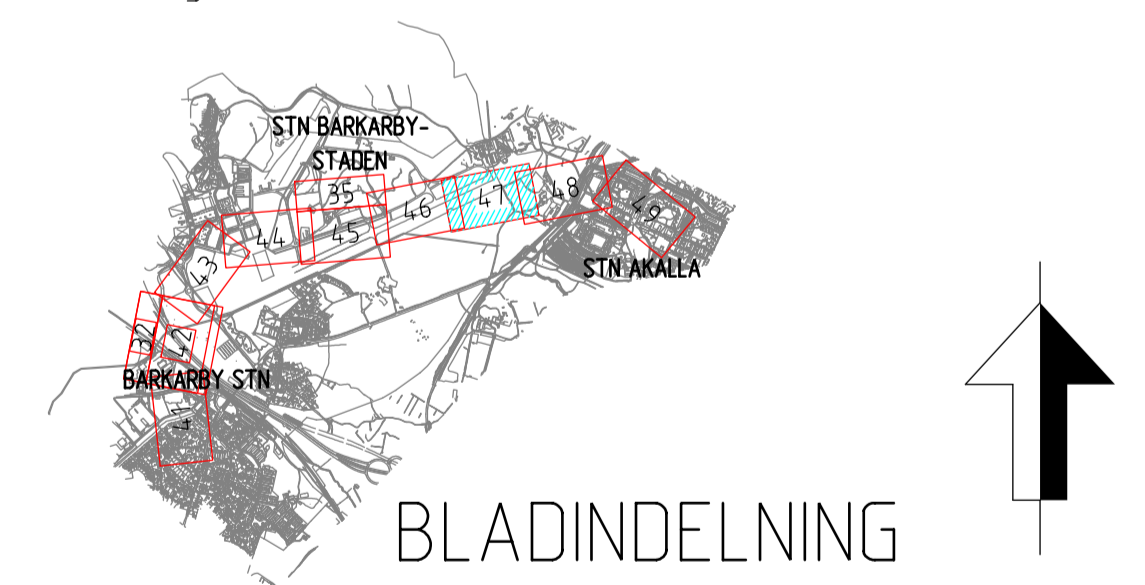 STN BARKARBY-
STADEN
35
46
47
48
49
44
45
43
STN AKALLA
32
42
BARKARBY STN
41
BLADINDELNING